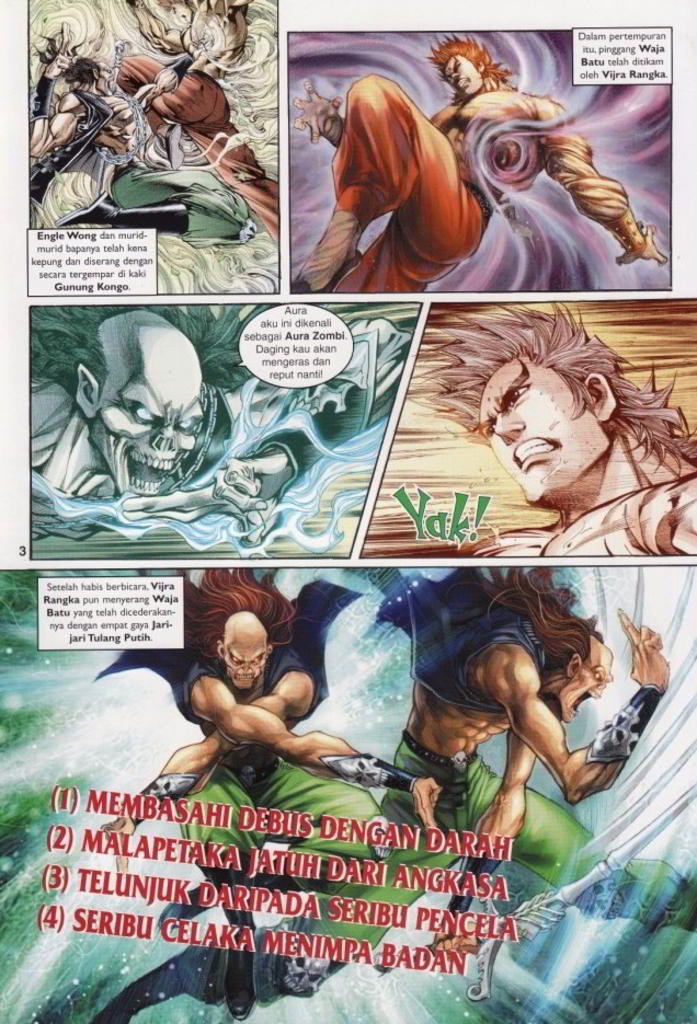 Engle Wong dan murid-
murid bapanya telah kena
kepung dan diserang dengan
secara tergempar di kaki
Gunung Kongo.
Dalam pertempuran
itu, pinggang Waja
Batu telah ditikam
oleh Vijra Rangka.
Aura
aku ini dikenali
sebagai Aura Zombi.
Daging kau akan
mengeras dan
reput nanti!
Yak!
3
Setelah habis berbicara, Vijra
Rangka pun menyerang Waja
Batu yang telah dicederakan-
nya dengan empat gaya Jari-
jari Tulang Putih.
(1) MEMBASAHI DEBUS DENGAN DARAH
(2) MALAPETAKA JATUH DARI ANGKASA
(3) TELUNJUK DARIPADA SERIBU PENCELA
(4) SERIBU CELAKA MENIMPA BADAN